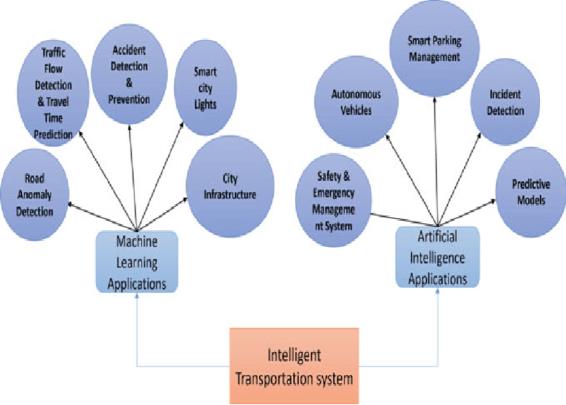 Traffic
Flow
Detection
& Travel
Time
Prediction
Accident
Detection
&
Prevention
Smart
city
Lights
Road
Anomaly
Detection
City
Infrastructure
Machine
Learning
Applications
Smart Parking
Management
Autonomous
Vehicles
Incident
Detection
Safety &
Emergency
Manageme
nt System
Predictive
Models
Artificial
Intelligence
Applications
Intelligent
Transportation system